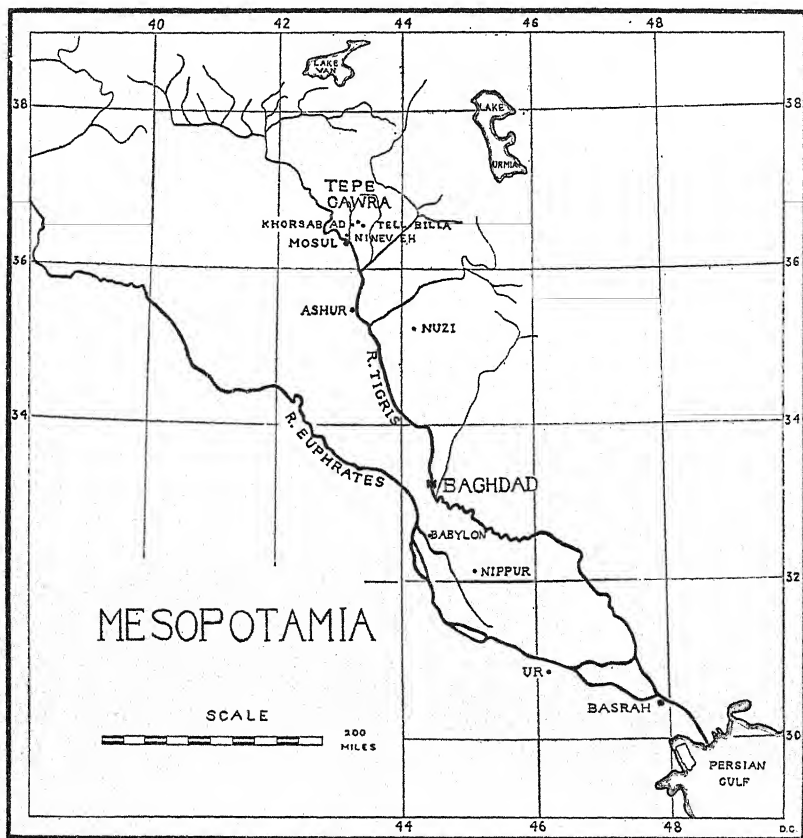 40 42 44 46 48
LAKE
VAN
38 38
LAKE
URMIA
TEPE
GAWRA
KHORSABAD TELL BILLA
NINEVEH
MOSUL
36 36
ASHUR
NUZI
R. TIGRIS
34 34
R. EUPHRATES
BAGHDAD
BABYLON
NIPPUR
32
MESOPOTAMIA
UR
BASRAH
SCALE
200
MILES
30
PERSIAN
GULF
44 46 48
D.C.